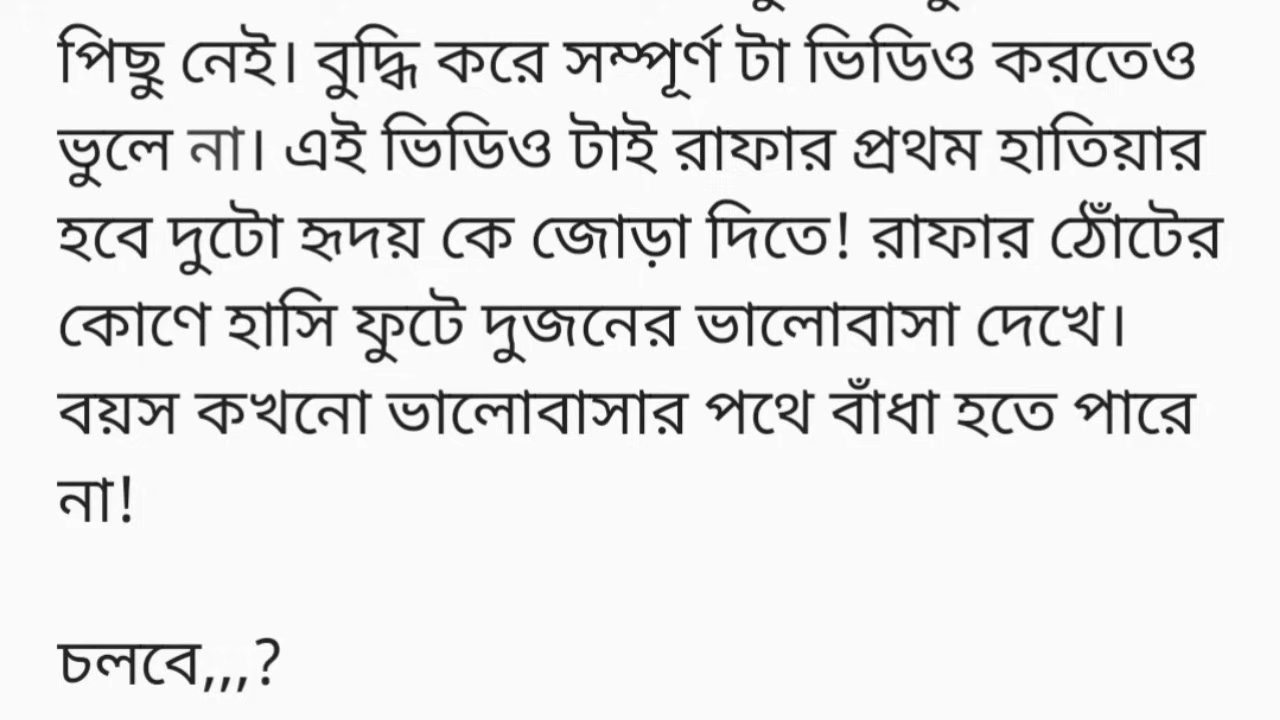 পিছু নেই। বুদ্ধি করে সম্পূর্ণ টা ভিডিও করতেও
ভুলে না। এই ভিডিও টাই রাফার প্রথম হাতিয়ার
হবে দুটো হৃদয় কে জোড়া দিতে! রাফার ঠোঁটের
কোণে হাসি ফুটে দুজনের ভালোবাসা দেখে।
বয়স কখনো ভালোবাসার পথে বাঁধা হতে পারে
না!
চলবে,,,?